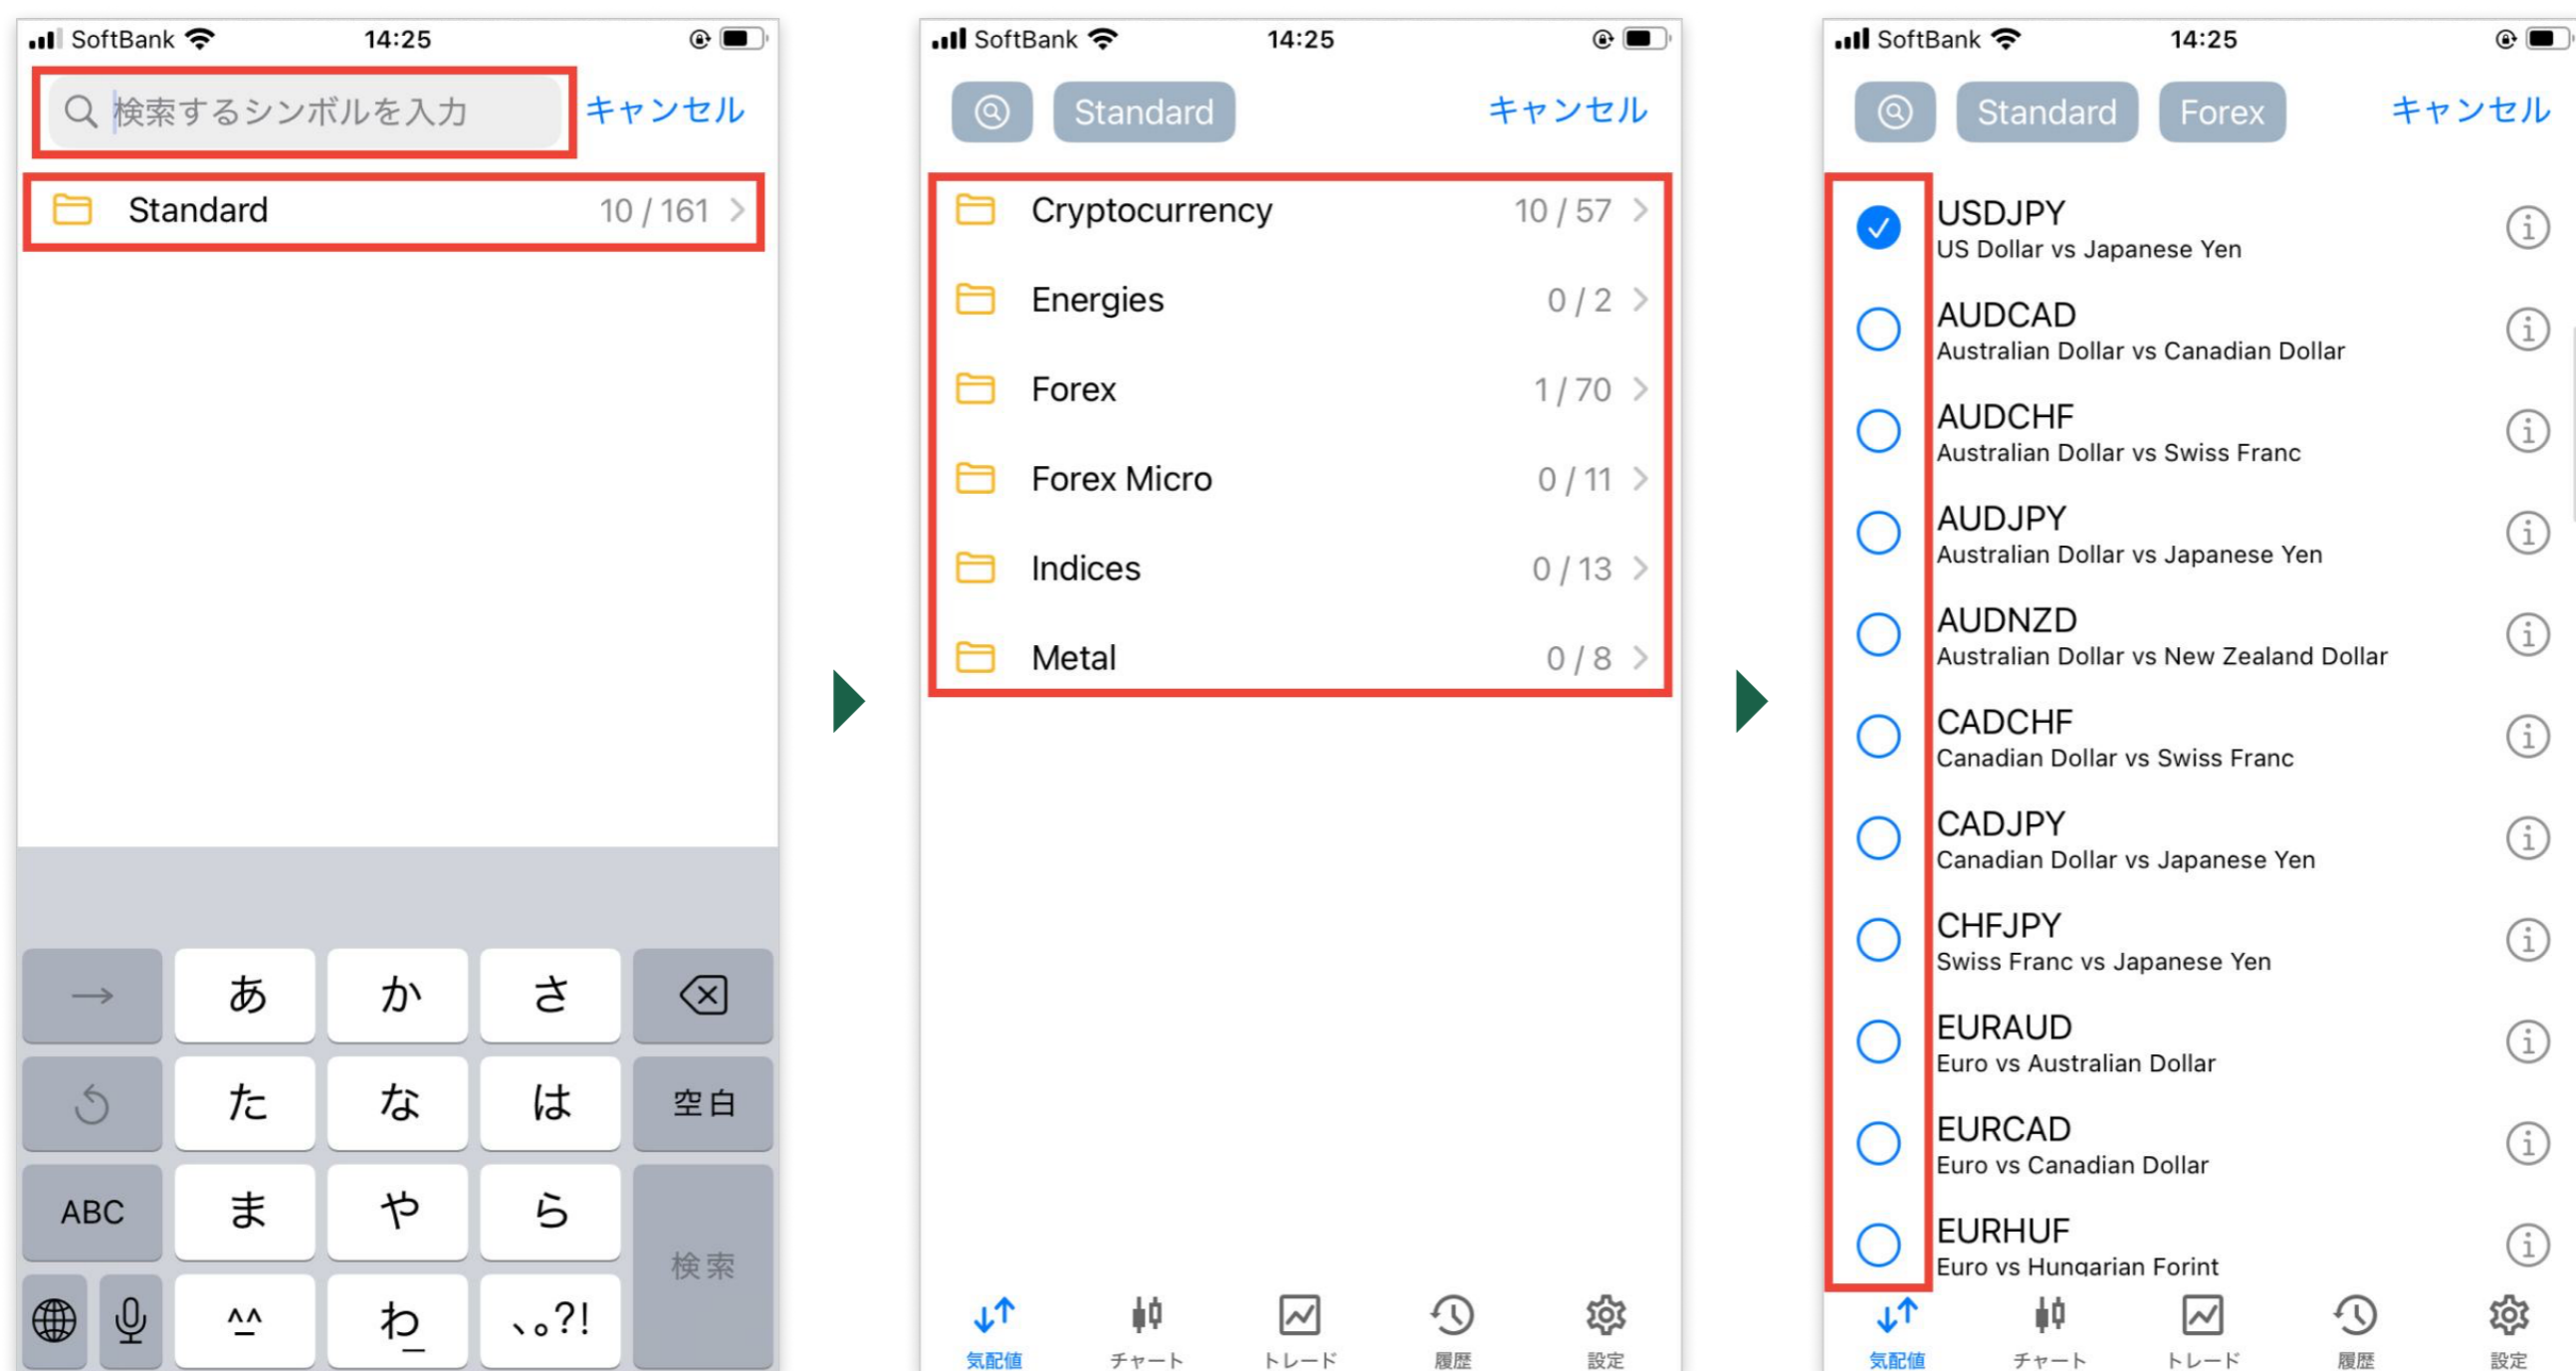 SoftBank 14:25
検索するシンボルを入力 キャンセル
Standard 10 / 161
あ か さ
た な は 空白
ABC ま や ら
検索
^^ わ 、。?!
SoftBank 14:25
Standard キャンセル
Cryptocurrency 10 / 57
Energies 0 / 2
Forex 1 / 70
Forex Micro 0 / 11
Indices 0 / 13
Metal 0 / 8
気配値 チャート トレード 履歴 設定
SoftBank 14:25
Standard Forex キャンセル
USDJPY
US Dollar vs Japanese Yen
AUDCAD
Australian Dollar vs Canadian Dollar
AUDCHF
Australian Dollar vs Swiss Franc
AUDJPY
Australian Dollar vs Japanese Yen
AUDNZD
Australian Dollar vs New Zealand Dollar
CADCHF
Canadian Dollar vs Swiss Franc
CADJPY
Canadian Dollar vs Japanese Yen
CHFJPY
Swiss Franc vs Japanese Yen
EURAUD
Euro vs Australian Dollar
EURCAD
Euro vs Canadian Dollar
EURHUF
Euro vs Hungarian Forint
気配値 チャート トレード 履歴 設定